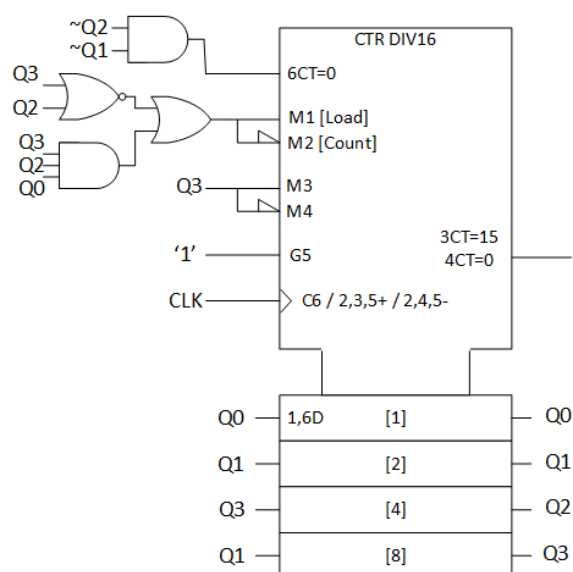 ~Q2
~Q1
CTR DIV16
6CT=0
Q3
Q2
M1 [Load]
M2 [Count]
Q3
Q2
Q0
Q3
M3
M4
3CT=15
4CT=0
‘1’
G5
CLK
C6 / 2,3,5+ / 2,4,5-
Q0 1,6D [1] Q0
Q1 [2] Q1
Q3 [4] Q2
Q1 [8] Q3